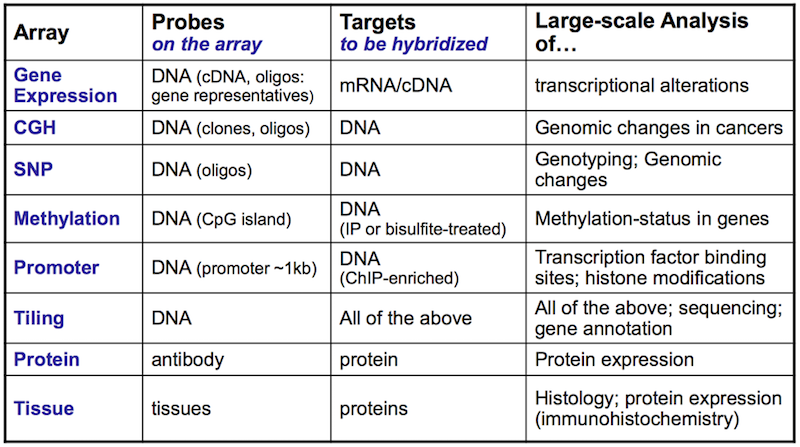 Array
Probes
on the array
Targets
to be hybridized
Large-scale Analysis
of…
Gene
Expression
DNA (cDNA, oligos:
gene representatives)
mRNA/cDNA
transcriptional alterations
CGH
DNA (clones, oligos)
DNA
Genomic changes in cancers
SNP
DNA (oligos)
DNA
Genotyping; Genomic
changes
Methylation
DNA (CpG island)
DNA
(IP or bisulfite-treated)
Methylation-status in genes
Promoter
DNA (promoter ~1kb)
DNA
(ChIP-enriched)
Transcription factor binding
sites; histone modifications
Tiling
DNA
All of the above
All of the above; sequencing;
gene annotation
Protein
antibody
protein
Protein expression
Tissue
tissues
proteins
Histology; protein expression
(immunohistochemistry)